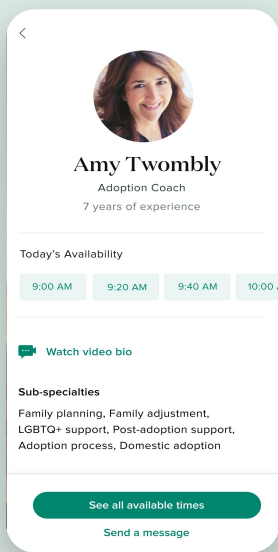 Amy Twombly
Adoption Coach
7 years of experience
Today's Availability
9:00 AM 9:20 AM 9:40 AM 10:00
Watch video bio
Sub-specialties
Family planning, Family adjustment,
LGBTQ+ support, Post-adoption support,
Adoption process, Domestic adoption
See all available times
Send a message